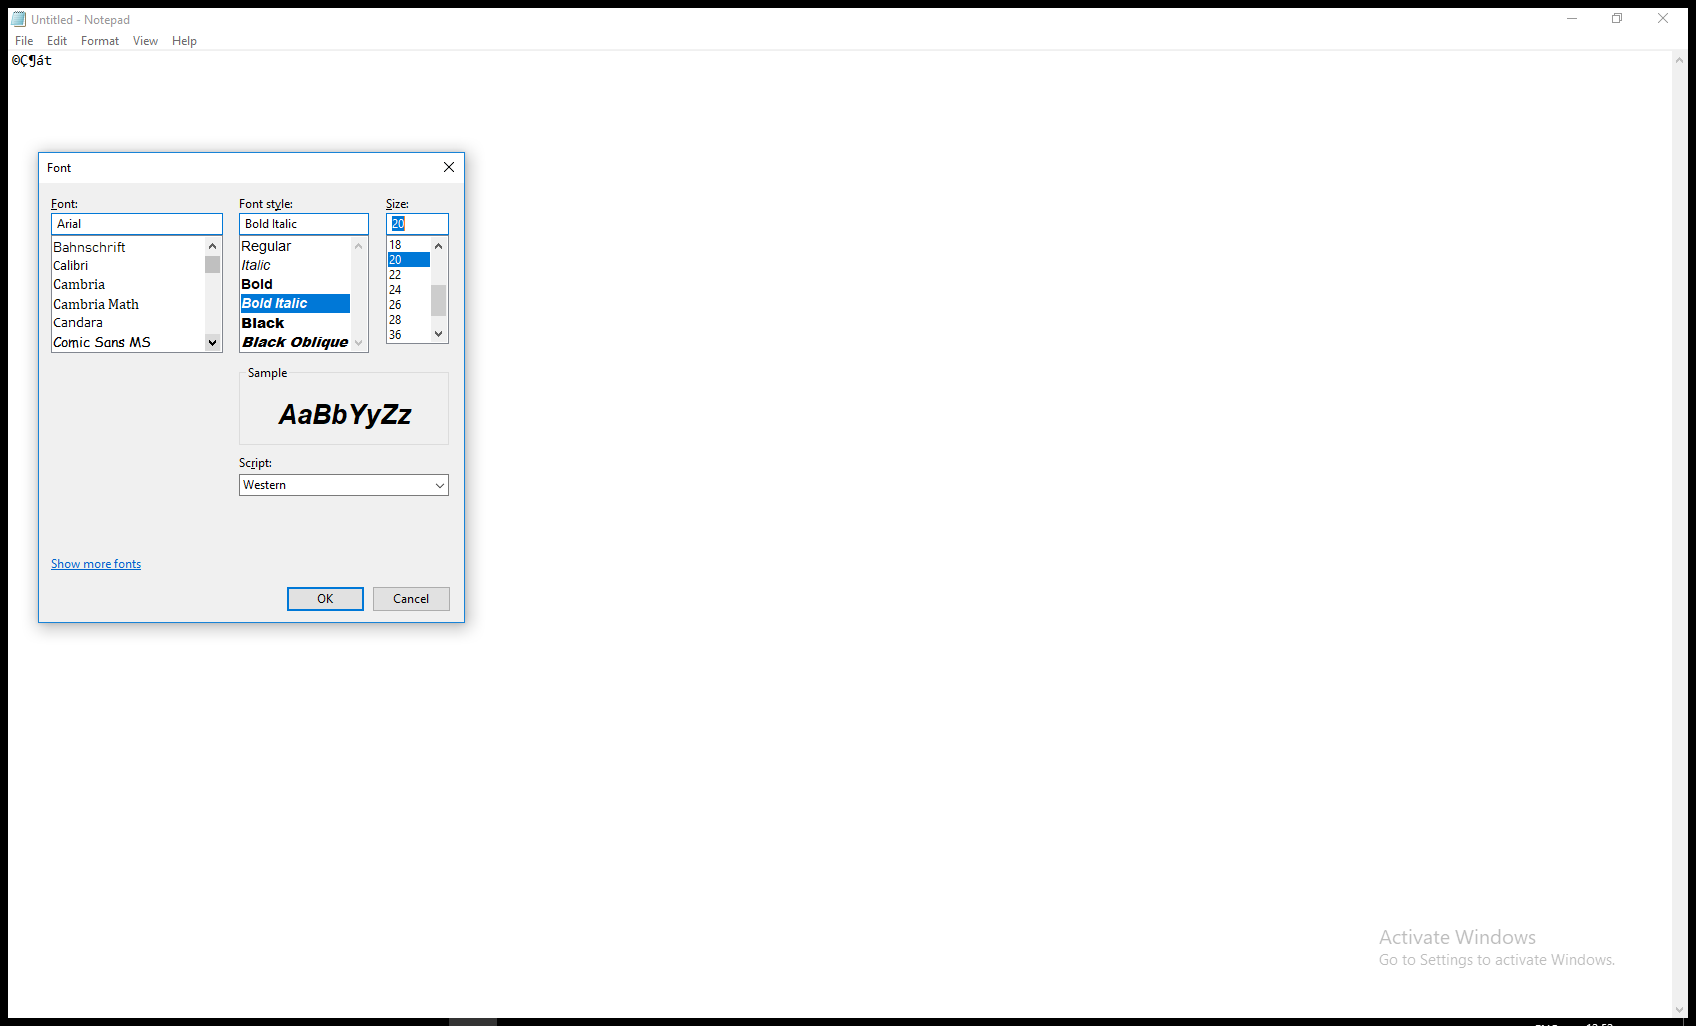 Untitled - Notepad
File Edit Format View Help
©Ç¶át
Font
Font: Font style: Size:
Arial Bold Italic 20
Bahnschrift
Calibri
Cambria
Cambria Math
Candara
Comic Sans MS
Regular
Italic
Bold
Bold Italic
Black
Black Oblique
18
20
22
24
26
28
36
Sample
AaBbYyZz
Script:
Western
Show more fonts
OK Cancel
Activate Windows
Go to Settings to activate Windows.